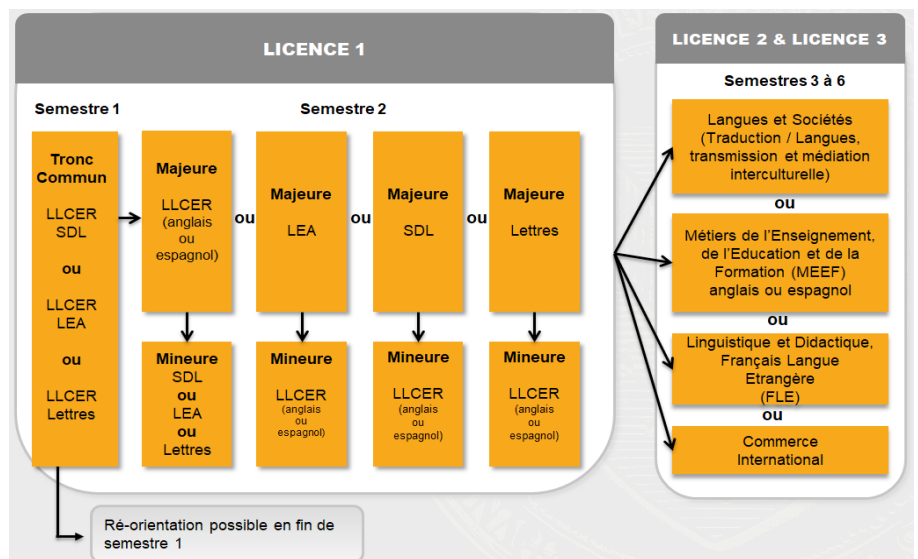 LICENCE 1
Semestre 1
Semestre 2
Tronc
Commun
LLCER
SDL
ou
LLCER
LEA
ou
LLCER
Lettres
Majeure
LLCER
(anglais
ou
espagnol)
ou
Majeure
LEA
ou
Majeure
SDL
ou
Majeure
Lettres
Mineure
SDL
ou
LEA
ou
Lettres
Mineure
LLCER
(anglais
ou
espagnol)
Mineure
LLCER
(anglais
ou
espagnol)
Mineure
LLCER
(anglais
ou
espagnol)
Ré-orientation possible en fin de
semestre 1
LICENCE 2 & LICENCE 3
Semestres 3 à 6
Langues et Sociétés
(Traduction / Langues,
transmission et médiation
interculturelle)
ou
Métiers de l'Enseignement,
de l'Education et de la
Formation (MEEF)
anglais ou espagnol
ou
Linguistique et Didactique,
Français Langue
Etrangère
(FLE)
ou
Commerce
International